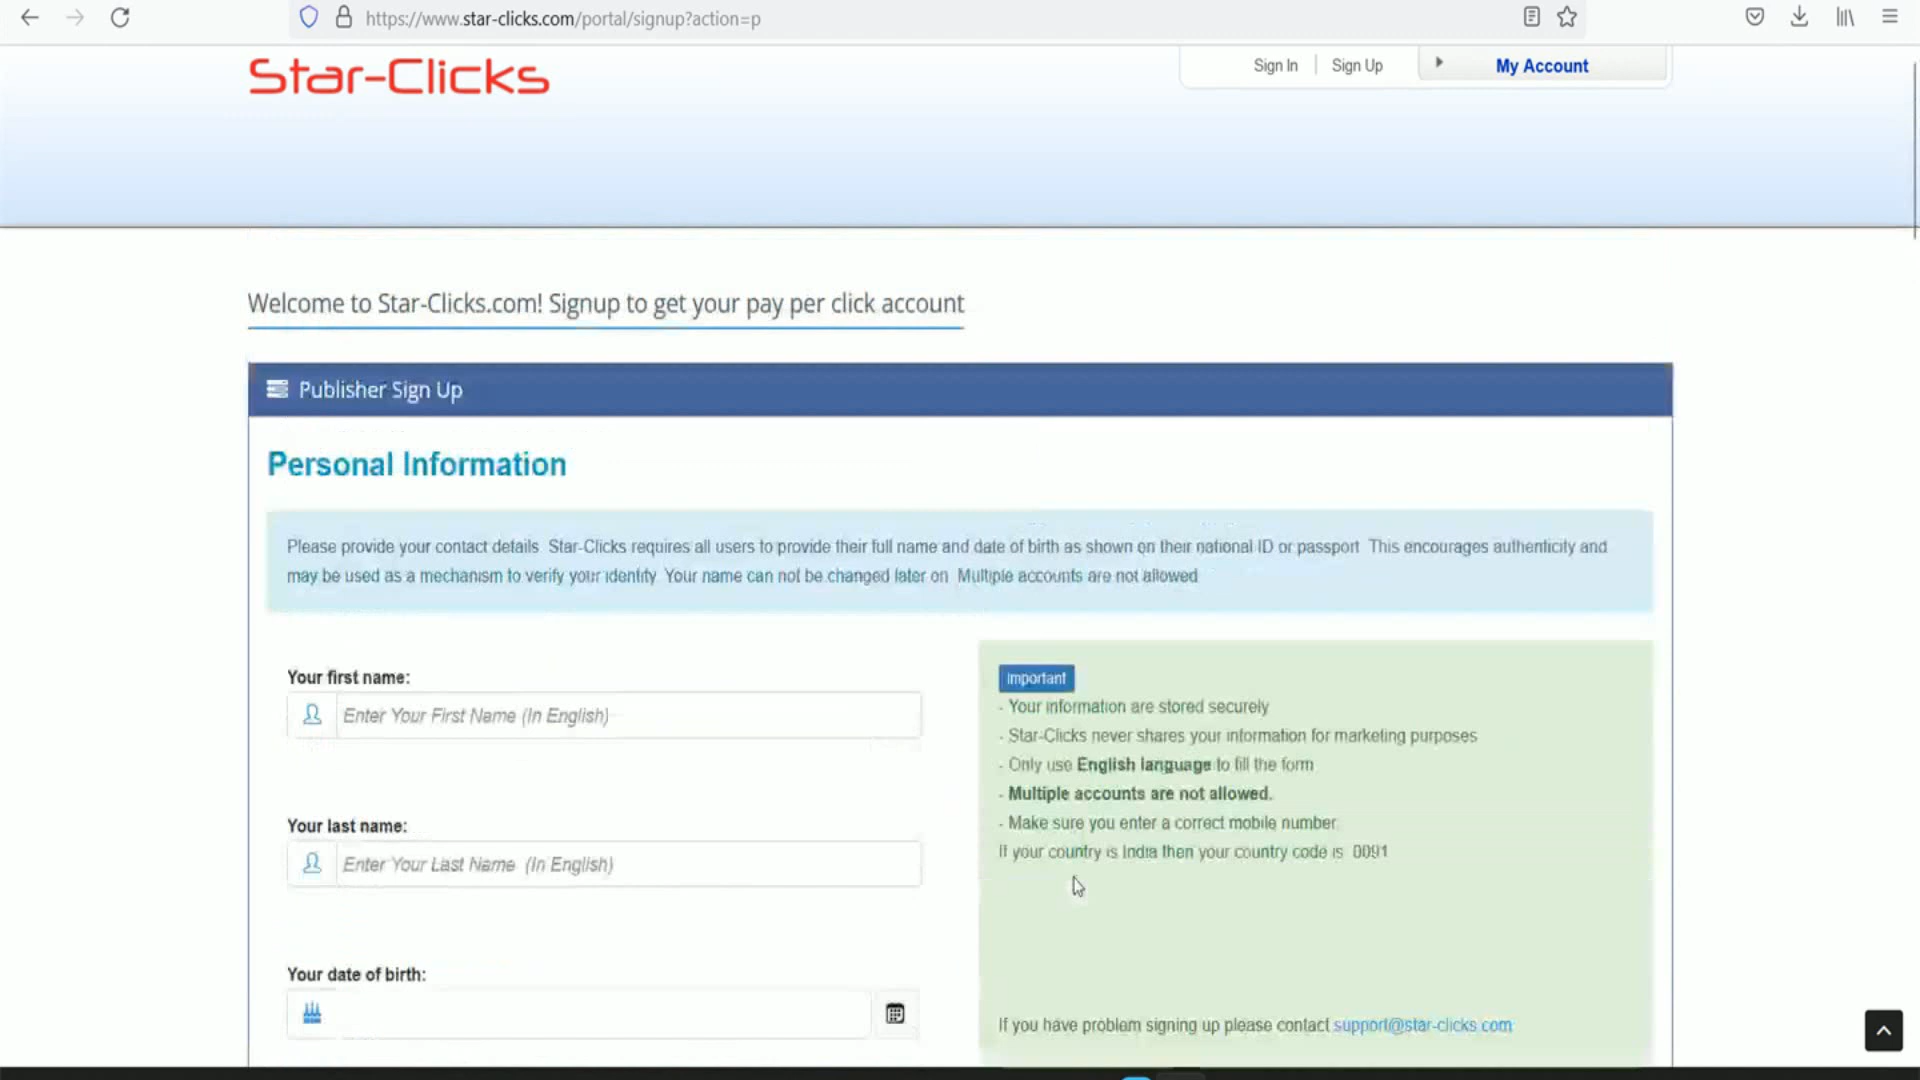 https://www.star-clicks.com/portal/signup?action=p
Star-Clicks
Sign In
Sign Up
My Account
Welcome to Star-Clicks.com! Signup to get your pay per click account
Publisher Sign Up
Personal Information
Please provide your contact details. Star-Clicks requires all users to provide their full name and date of birth as shown on their national ID or passport. This encourages authenticity and
may be used as a mechanism to verify your identity. Your name can not be changed later on. Multiple accounts are not allowed
Your first name:
Enter Your First Name (In English)
Your last name:
Enter Your Last Name (In English)
Your date of birth:
Important
- Your information are stored securely
- Star-Clicks never shares your information for marketing purposes
- Only use English language to fill the form
- Multiple accounts are not allowed.
- Make sure you enter a correct mobile number.
If your country is India then your country code is 0091
If you have problem signing up please contact support@star-clicks.com